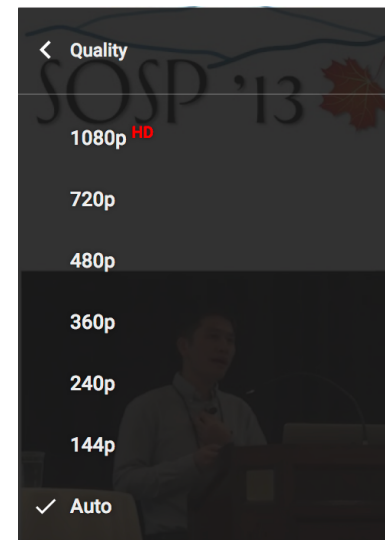 Quality
SOSP '13
1080p HD
720p
480p
360p
240p
144p
Auto